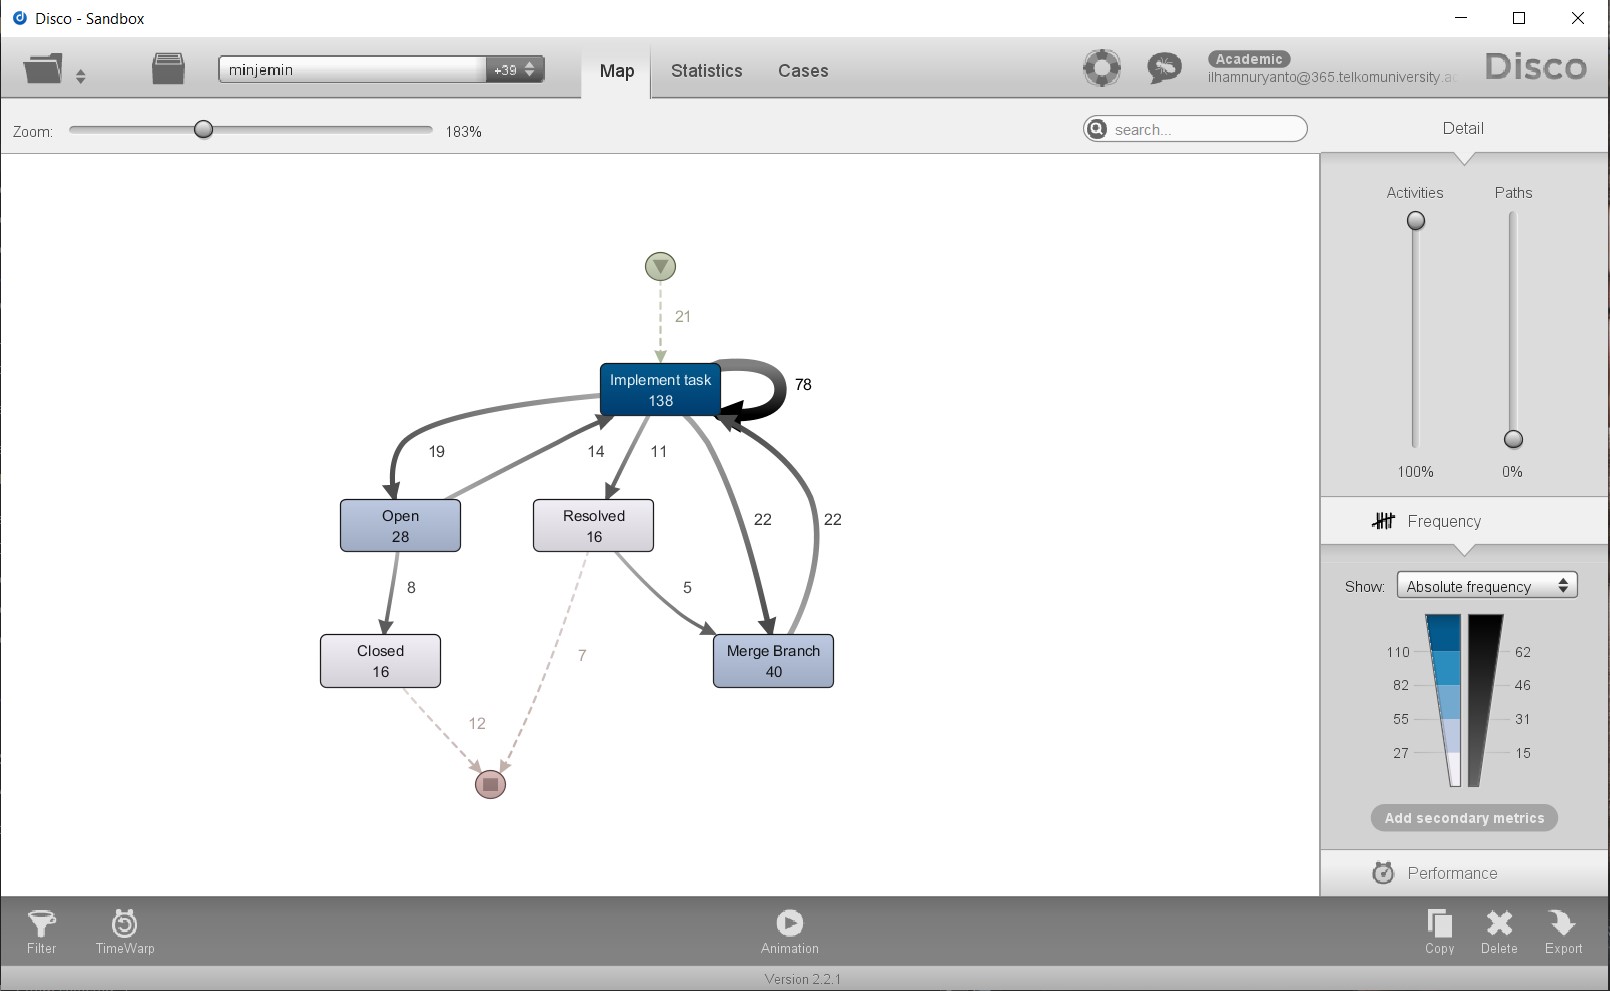 Disco - Sandbox
minjemin
+39
Map
Statistics
Cases
Academic
ilhamnuryanto@365.telkomuniversity.ac
Disco
Zoom:
183%
search...
Detail
Activities
Paths
100%
0%
21
Implement task
138
78
19
14
11
22
22
Open
28
Resolved
16
8
5
Closed
16
Merge Branch
40
7
12
Frequency
Show:
Absolute frequency
110
62
82
46
55
31
27
15
Add secondary metrics
Performance
Filter
TimeWarp
Animation
Copy
Delete
Export
Version 2.2.1